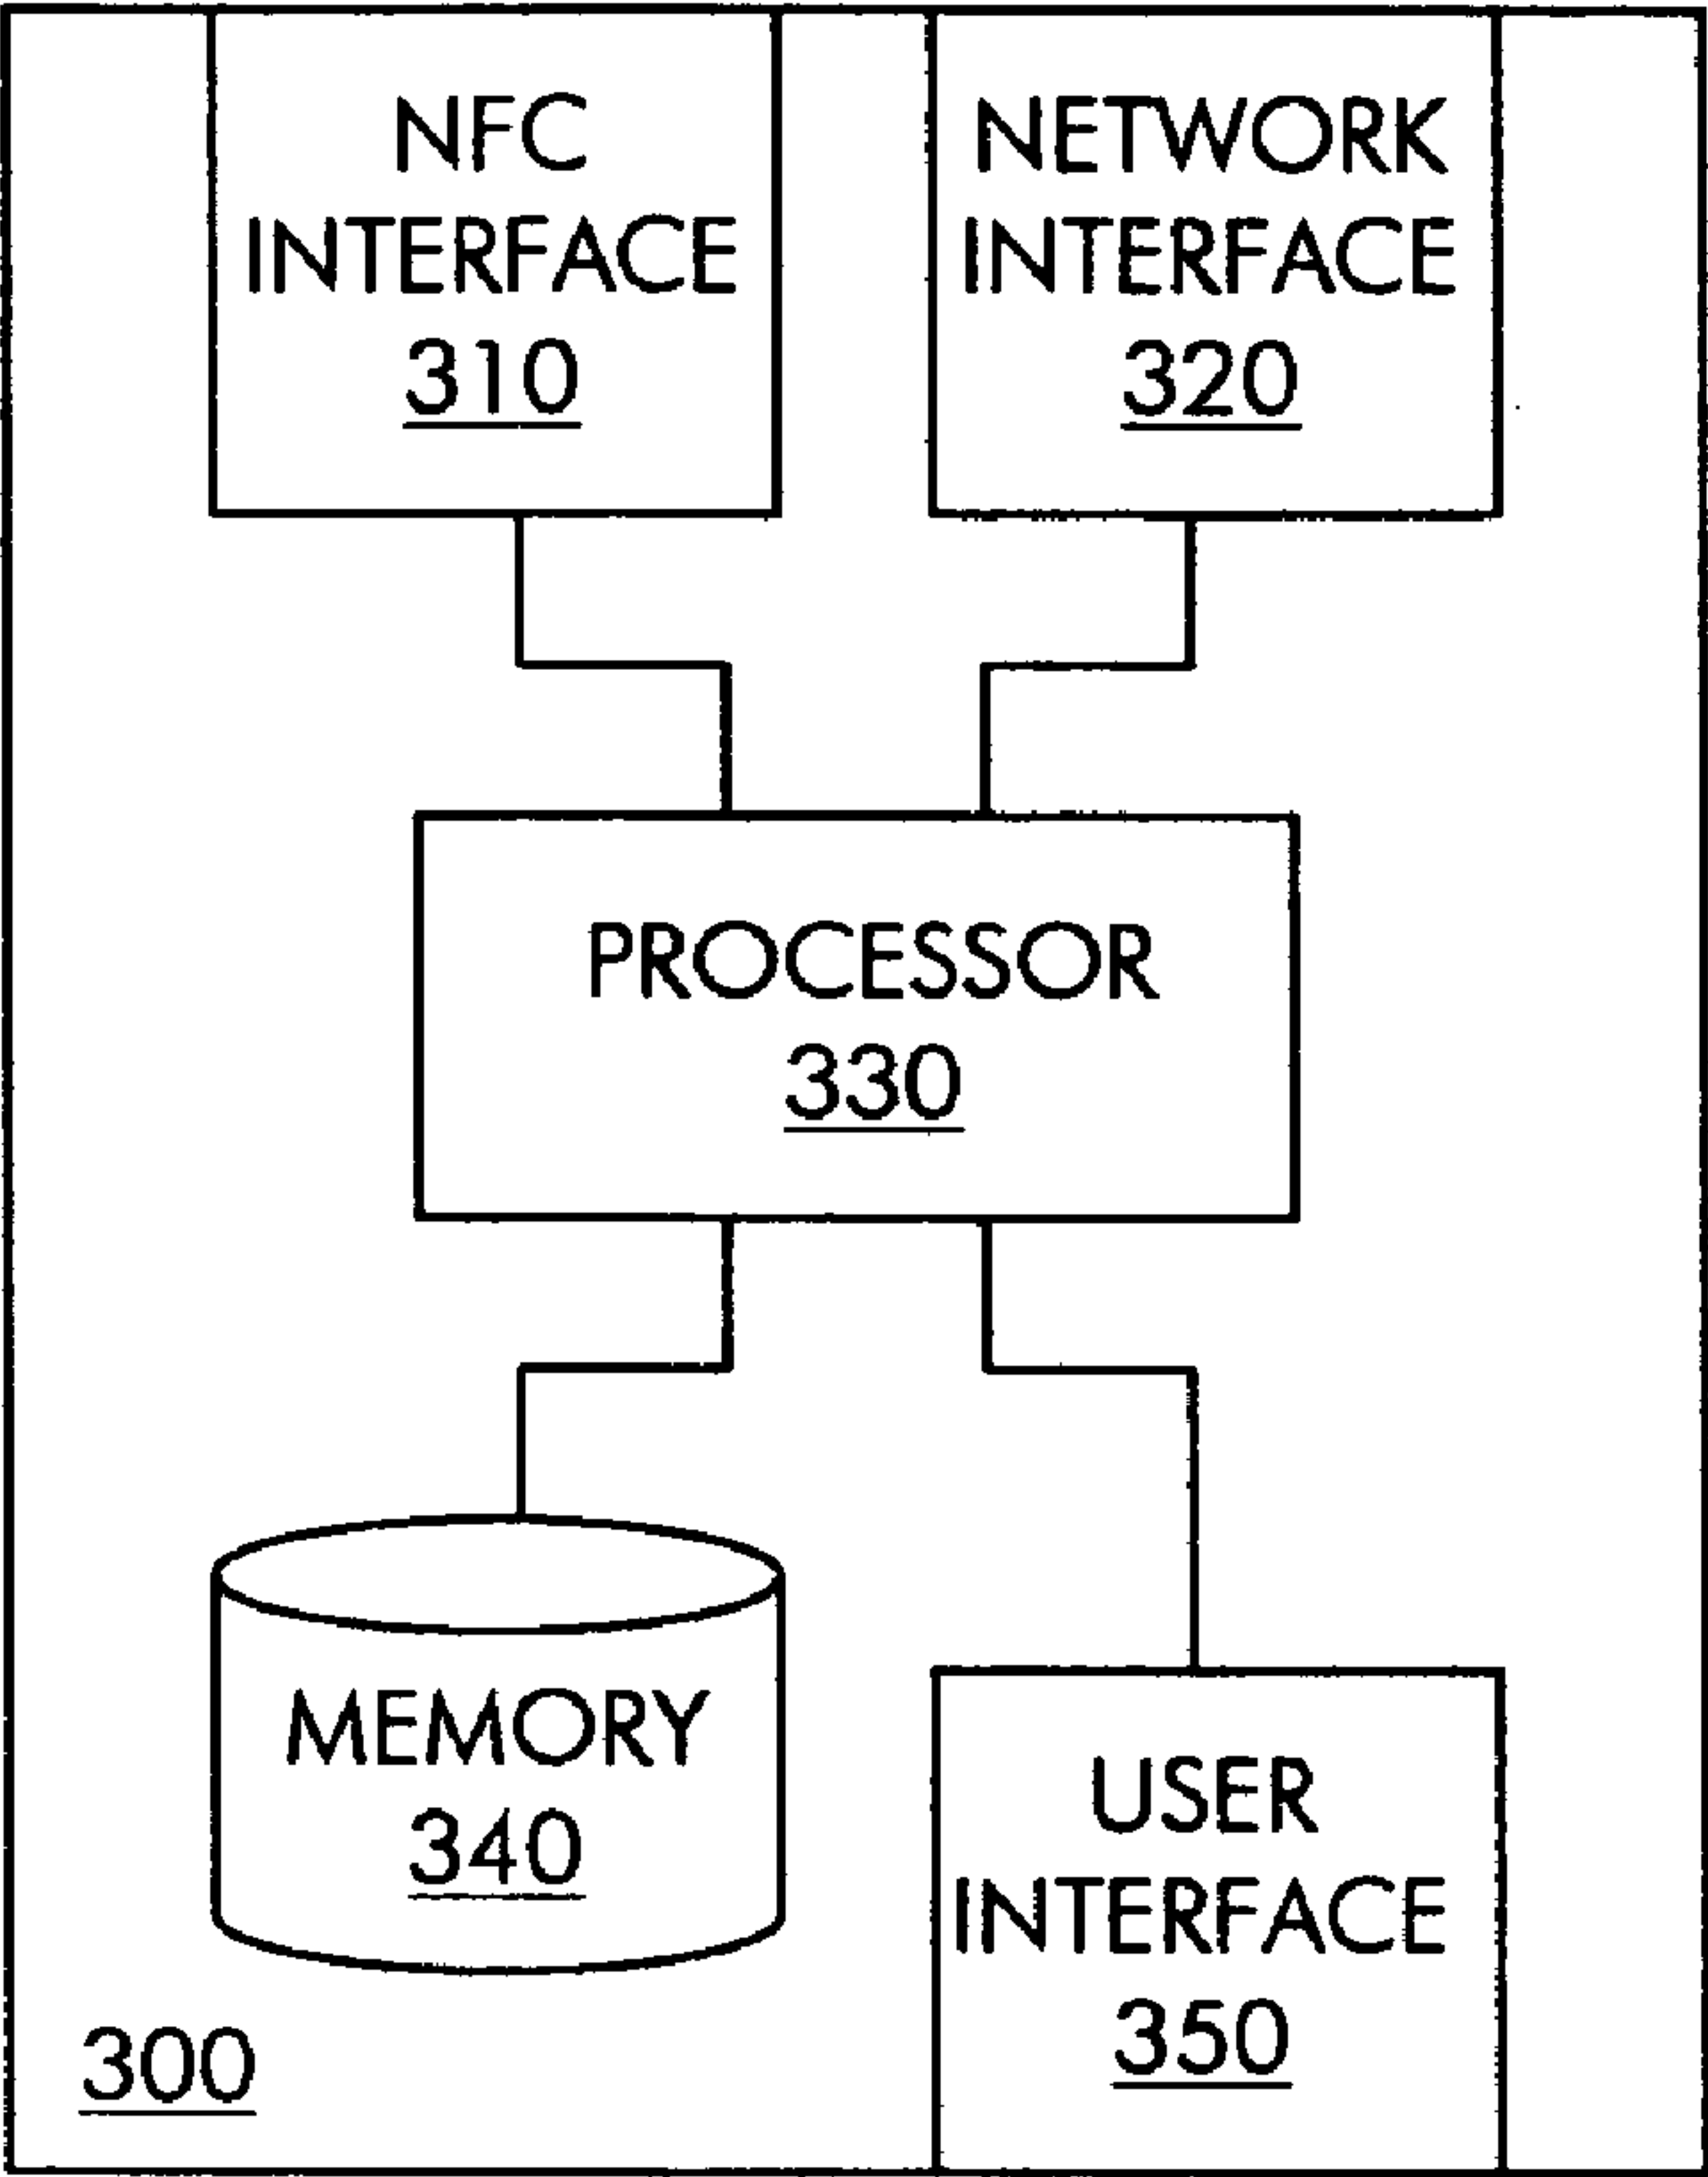 NFC
INTERFACE
310
NETWORK
INTERFACE
320
PROCESSOR
330
MEMORY
340
USER
INTERFACE
350
300